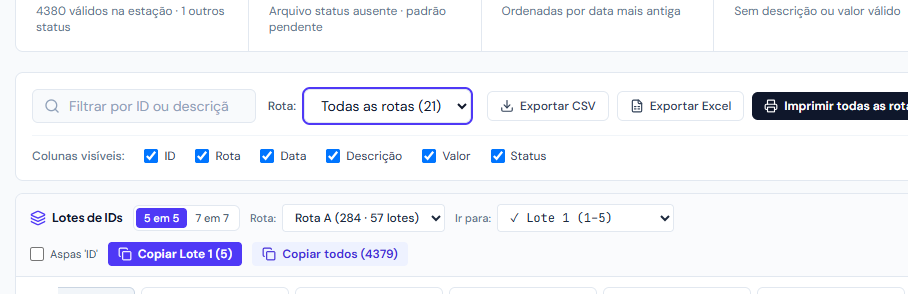 4380 válidos na estação · 1 outros status
Arquivo status ausente · padrão pendente
Ordenadas por data mais antiga
Sem descrição ou valor válido
Filtrar por ID ou descriçã
Rota:
Todas as rotas (21)
Exportar CSV
Exportar Excel
Imprimir todas as rota
Colunas visíveis:
ID
Rota
Data
Descrição
Valor
Status
Lotes de IDs
5 em 5
7 em 7
Rota:
Rota A (284 · 57 lotes)
Ir para:
✓ Lote 1 (1–5)
Aspas 'ID'
Copiar Lote 1 (5)
Copiar todos (4379)